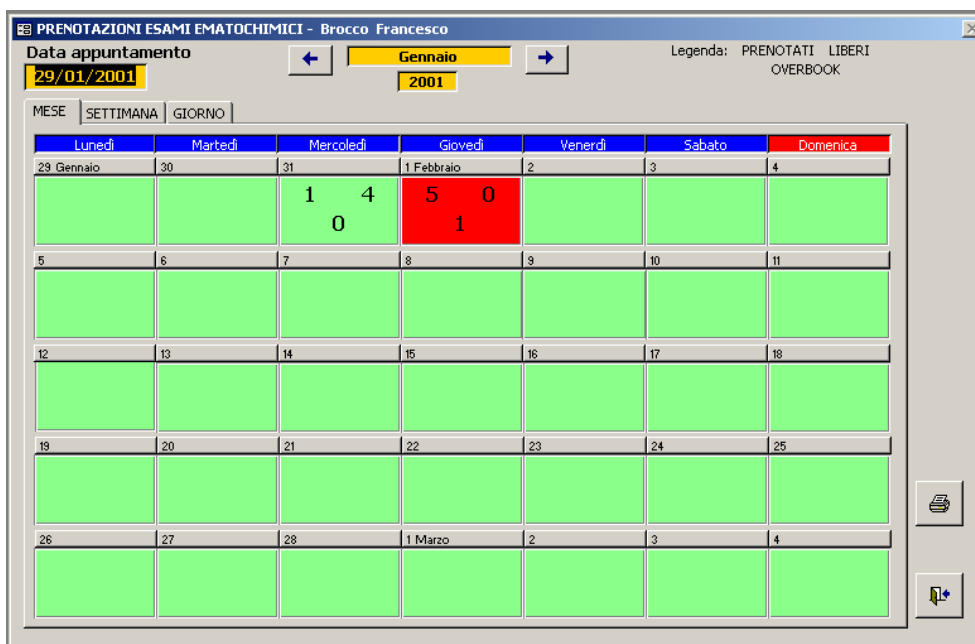 PRENOTAZIONI ESAMI EMATOCHIMICI - Brocco Francesco
Data appuntamento
29/01/2001
Gennaio
2001
Legenda: PRENOTATI LIBERI
OVERBOOK
MESE SETTIMANA GIORNO
Lunedì Martedì Mercoledì Giovedì Venerdì Sabato Domenica
29 Gennaio 30 31 1 Febbraio 2 3 4
1 4 5 0
0 1
5 6 7 8 9 10 11
12 13 14 15 16 17 18
19 20 21 22 23 24 25
26 27 28 1 Marzo 2 3 4